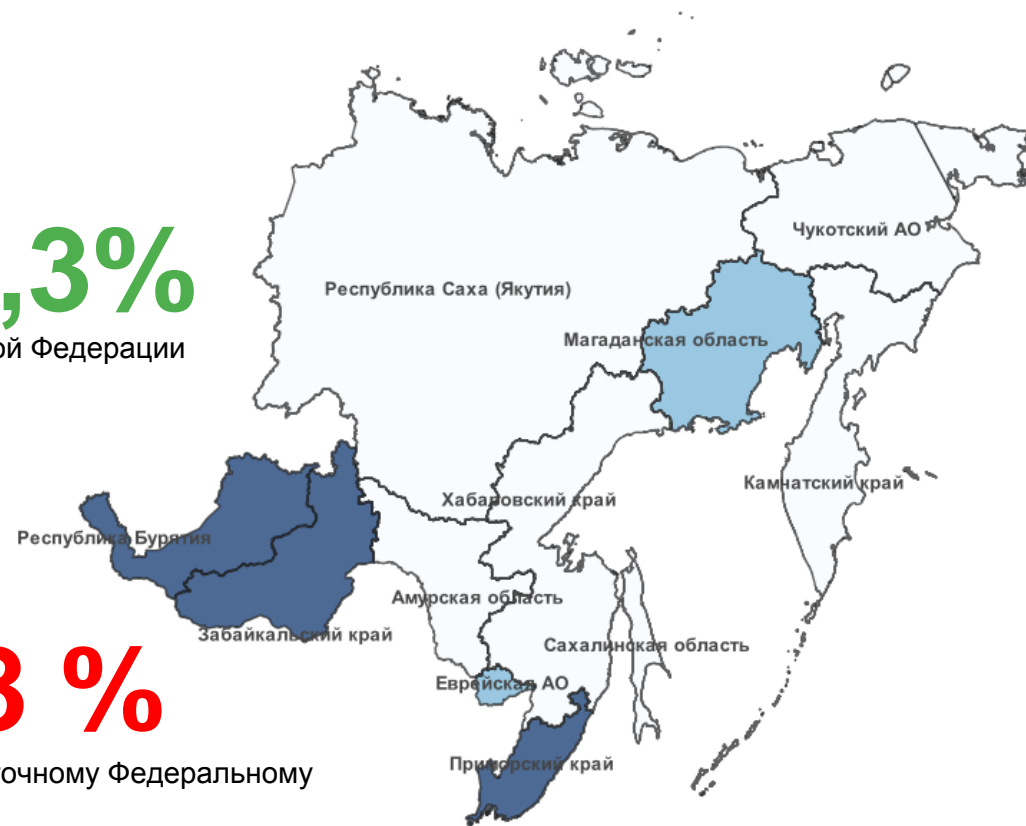 ,3%
ой Федерации
Чукотский АО
Республика Саха (Якутия)
Магаданская область
Камчатский край
Хабаровский край
Республика Бурятия
Амурская область
Забайкальский край
Сахалинская область
Еврейская АО
3 %
Приморский край
точному Федеральному